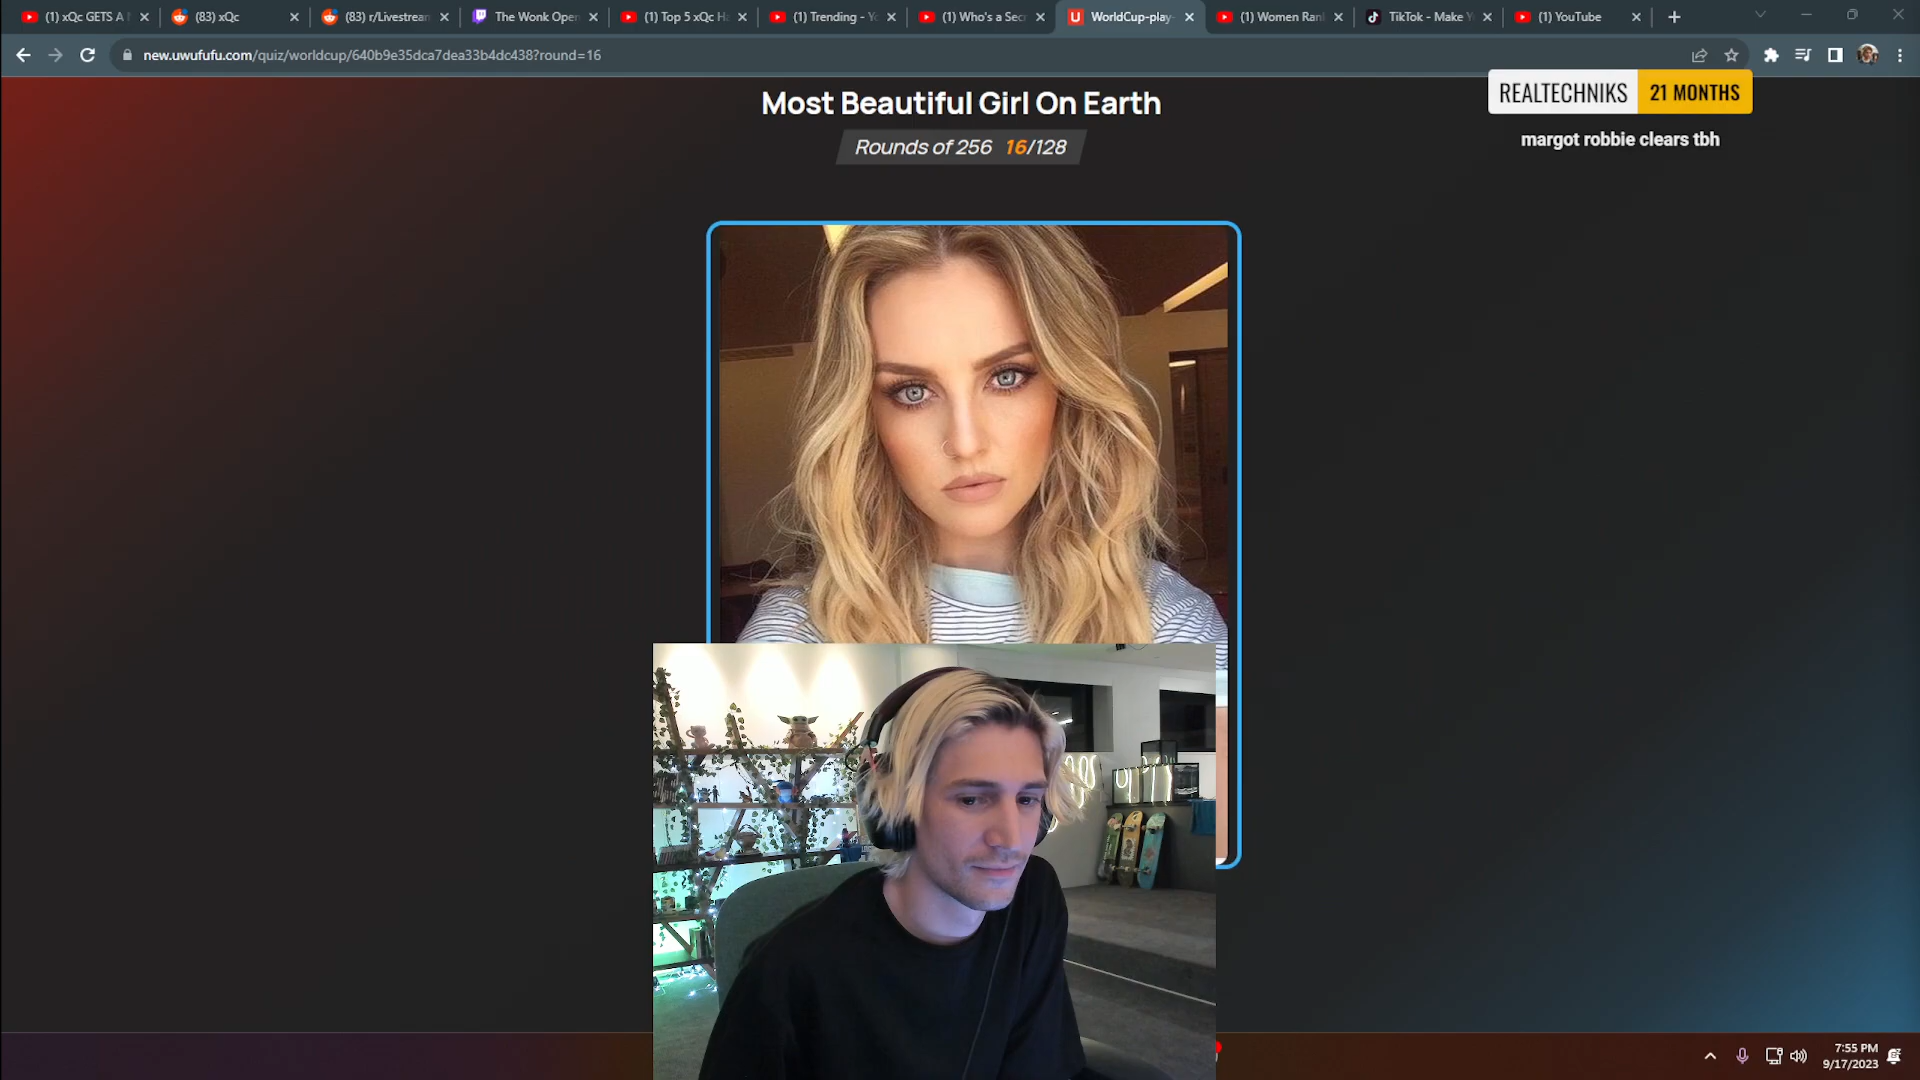 (1) xQc GETS A
(83) xQc
(83) r/Livestream
The Wonk Open
(1) Top 5 xQc
(1) Trending - Yo
(1) Who's a Sec
WorldCup-play-
(1) Women Ran
TikTok - Make Y
(1) YouTube
new.uwufufu.com/quiz/worldcup/640b9e35dca7dea33b4dc438?round=16
Most Beautiful Girl On Earth
Rounds of 256 16/128
REALTECHNIKS 21 MONTHS
margot robbie clears tbh
7:55 PM
9/17/2023